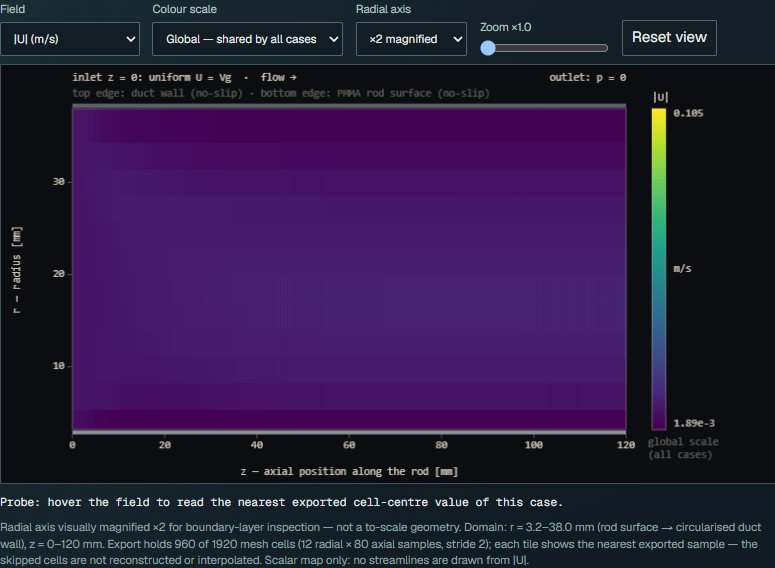 Field Colour scale Radial axis Zoom ×1.0
|U| (m/s) Global — shared by all cases ×2 magnified Reset view
inlet z = 0: uniform U = Vg · flow → outlet: p = 0
top edge: duct wall (no-slip) · bottom edge: PMMA rod surface (no-slip)
|U|
0.105
30
20
m/s
r — radius [mm]
10
1.89e-3
0 20 40 60 80 100 120
global scale
(all cases)
z — axial position along the rod [mm]
Probe: hover the field to read the nearest exported cell-centre value of this case.
Radial axis visually magnified ×2 for boundary-layer inspection — not a to-scale geometry. Domain: r = 3.2–38.0 mm (rod surface → circularised duct
wall), z = 0–120 mm. Export holds 960 of 1920 mesh cells (12 radial × 80 axial samples, stride 2); each tile shows the nearest exported sample — the
skipped cells are not reconstructed or interpolated. Scalar map only: no streamlines are drawn from |U|.